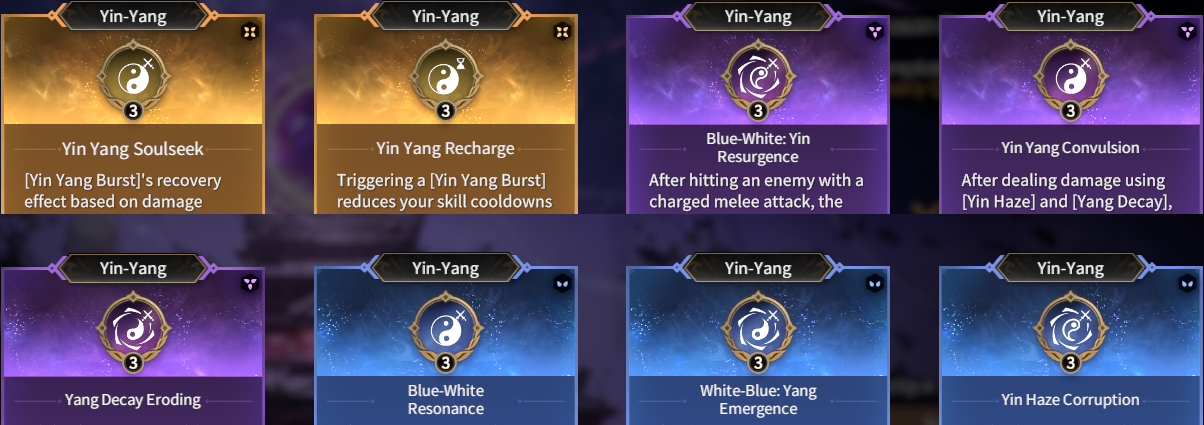 Yin-Yang
3
Yin Yang Soulseek
[Yin Yang Burst]'s recovery
effect based on damage
Yin-Yang
3
Yin Yang Recharge
Triggering a [Yin Yang Burst]
reduces your skill cooldowns
Yin-Yang
3
Blue-White: Yin
Resurgence
After hitting an enemy with a
charged melee attack, the
Yin-Yang
3
Yin Yang Convulsion
After dealing damage using
[Yin Haze] and [Yang Decay],
Yin-Yang
3
Yang Decay Eroding
Yin-Yang
3
Blue-White
Resonance
Yin-Yang
3
White-Blue: Yang
Emergence
Yin-Yang
3
Yin Haze Corruption